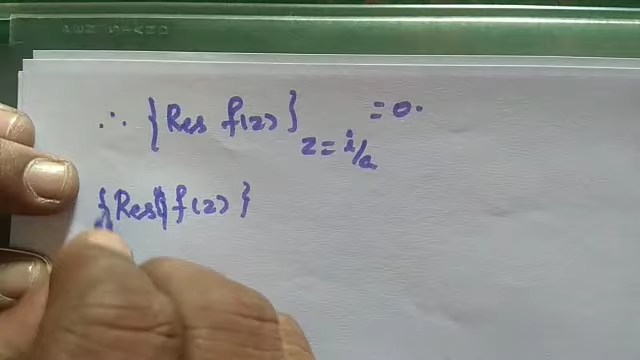 ∴ {Res f(z)} z = i/a = 0.
{Res{f(z)}